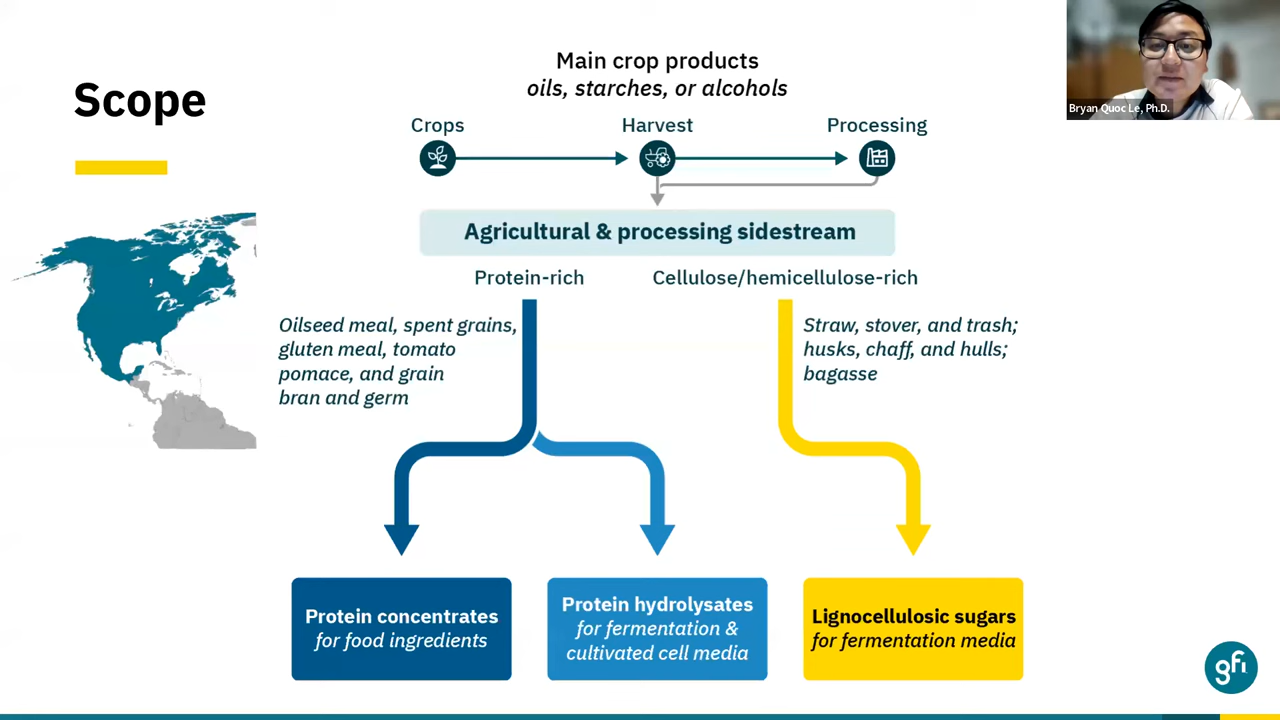 Scope
Main crop products
oils, starches, or alcohols
Crops
Harvest
Processing
Agricultural & processing sidestream
Protein-rich
Cellulose/hemicellulose-rich
Oilseed meal, spent grains,
gluten meal, tomato
pomace, and grain
bran and germ
Straw, stover, and trash;
husks, chaff, and hulls;
bagasse
Protein concentrates
for food ingredients
Protein hydrolysates
for fermentation &
cultivated cell media
Lignocellulosic sugars
for fermentation media
Bryan Quoc Le, Ph.D.
gfi